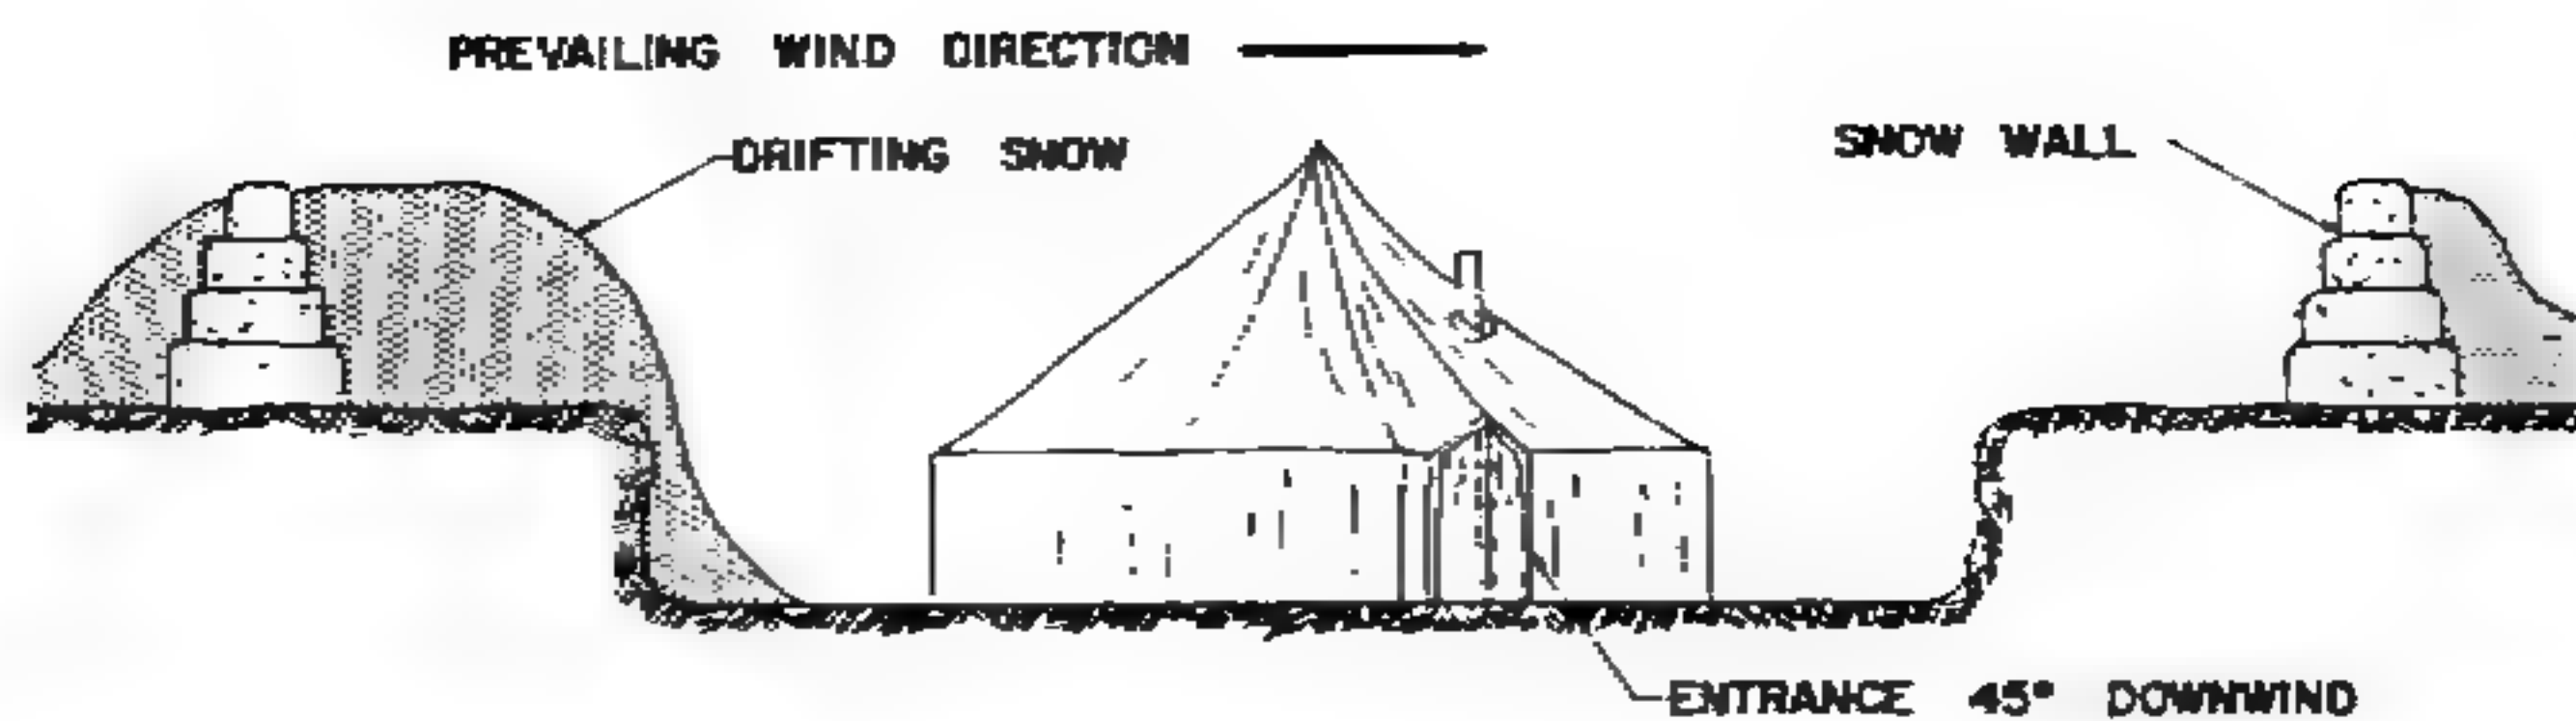 PREVAILING WIND DIRECTION
DRIFTING SNOW
SNOW WALL
ENTRANCE 45° DOWNWIND